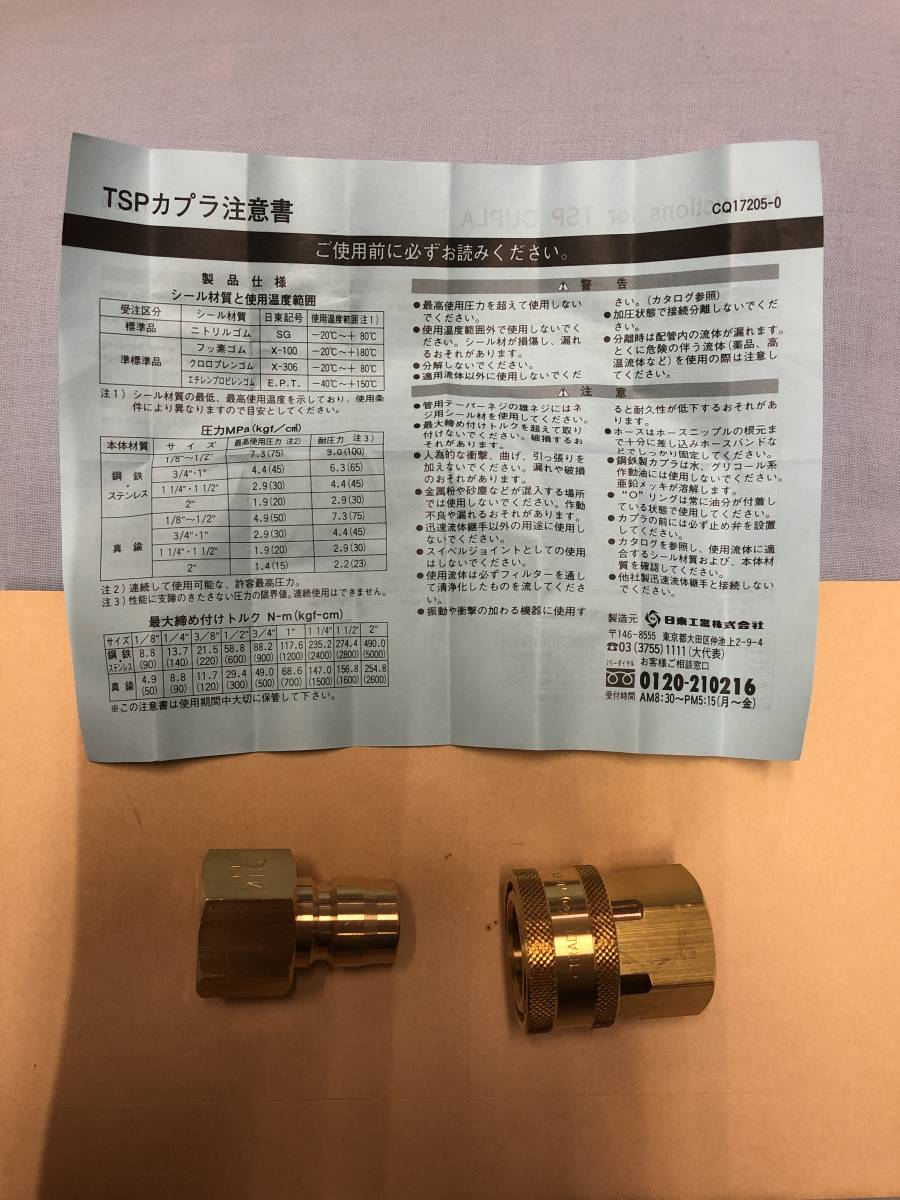 TSPカプラ注意書
CQ17205-0
ご使用前に必ずお読みください。
製品仕様
シール材質と使用温度範囲
受注区分 シール材質 日東記号 使用温度範囲注1)
標準品 ニトリルゴム SG −20℃〜+ 80℃
準標準品 フッ素ゴム X-100 −20℃〜+180℃
クロロプレンゴム X-306 −20℃〜+ 80℃
エチレンプロピレンゴム E.P.T. −40℃〜+150℃
注1) シール材質の最低、最高使用温度を示しており、使用条
件により異なりますので目安としてください。
圧力MPa(kgf/c㎡)
本体材質 サイズ 最高使用圧力 注2) 耐圧力 注3)
鋼鉄・ステンレス 1/8"〜1/2" 7.3(75) 9.0(100)
3/4"·1" 4.4(45) 6.3(65)
1 1/4"·1 1/2" 2.9(30) 4.4(45)
2" 1.9(20) 2.9(30)
真鍮 1/8"〜1/2" 4.9(50) 7.3(75)
3/4"·1" 2.9(30) 4.4(45)
1 1/4"·1 1/2" 1.9(20) 2.9(30)
2" 1.4(15) 2.2(23)
注2) 連続して使用可能な、許容最高圧力。
注3) 性能に支障のきたさない圧力の限界値。連続使用はできません。
最大締め付けトルク N-m(kgf-cm)
サイズ 1/8" 1/4" 3/8" 1/2" 3/4" 1" 1 1/4" 1 1/2" 2"
鋼鉄 ステンレス 8.8 13.7 21.5 58.8 88.2 117.6 235.2 274.4 490.0
(90) (140) (220) (600) (900) (1200) (2400) (2800) (5000)
真鍮 4.9 8.8 11.7 29.4 49.0 68.6 147.0 156.8 254.8
(50) (90) (120) (300) (500) (700) (1500) (1600) (2600)
※この注意書は使用期間中大切に保管して下さい。
⚠ 警告
●最高使用圧力を超えて使用しない
でください。
●使用温度範囲外で使用しないでく
ださい。シール材が損傷し、漏れ
るおそれがあります。
●分解しないでください。
●適用流体以外に使用しないでくだ
さい。(カタログ参照)
●加圧状態で接続分離しないでくだ
さい。
●分離時は配管内の流体が漏れます。
とくに危険の伴う流体(薬品、高
温流体など)を使用の際は注意し
てください。
⚠ 注意
●管用テーパーネジの雄ネジにはネ
ジ用シール材を使用してください。
●最大締め付けトルクを超えて取り
付けないでください。破損するお
それがあります。
●人為的な衝撃、曲げ、引っ張りを
加えないでください。漏れや破損
のおそれがあります。
●金属粉や砂塵などが混入する場所
では使用しないでください。作動
不良や漏れるおそれがあります。
●迅速流体継手以外の用途に使用し
ないでください。
●スイベルジョイントとしての使用
はしないでください。
●使用流体は必ずフィルターを通し
て清浄化したものを流してくださ
い。
●振動や衝撃の加わる機器に使用す
ると耐久性が低下するおそれがあ
ります。
●ホースはホースニップルの根元ま
で十分に差し込みホースバンドな
どでしっかり固定してください。
●鋼鉄製カプラは水、グリコール系
作動油には使用しないでください。
亜鉛メッキが溶解します。
●"O"リングは常に油分が付着し
ている状態で使用してください。
●カプラの前には必ず止め弁を設置
してください。
●カタログを参照し、使用流体に適
合するシール材質および、本体材
質を確認してください。
●他社製迅速流体継手と接続しない
でください。
製造元 日東工業株式会社
〒146-8555 東京都大田区仲池上2-9-4
☎03(3755)1111(大代表)
フリーダイヤル お客様ご相談窓口
0120-210216
受付時間 AM8:30〜PM5:15(月〜金)